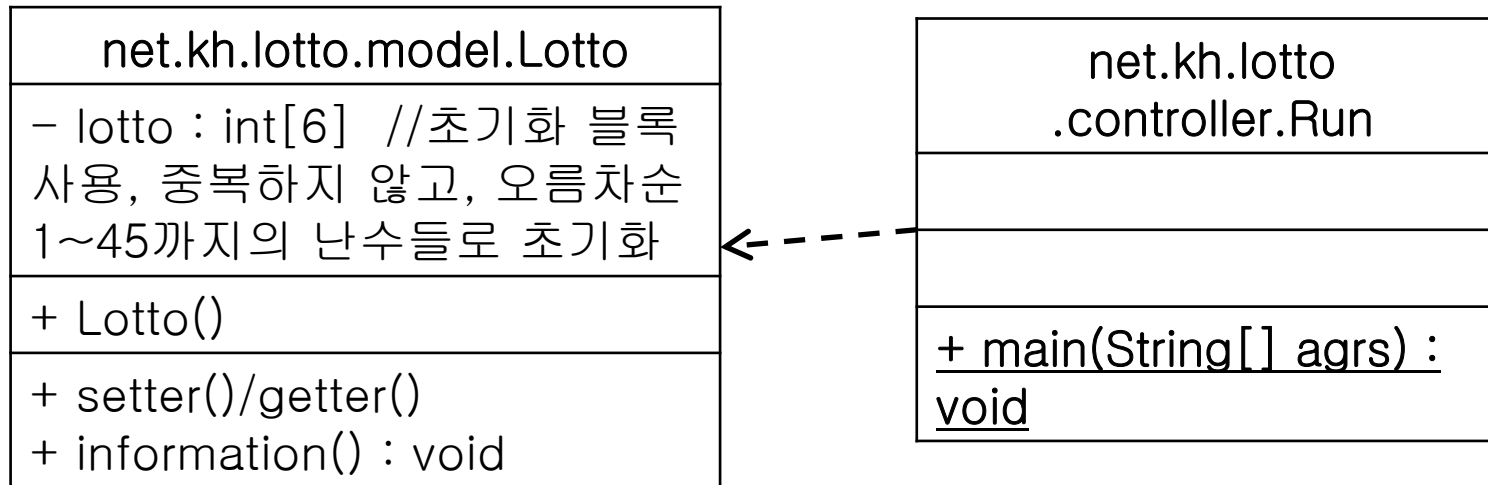 net.kh.lotto.model.Lotto
- lotto : int[6]  //초기화 블록
사용, 중복하지 않고, 오름차순
1~45까지의 난수들로 초기화
+ Lotto()
+ setter()/getter()
+ information() : void
net.kh.lotto
.controller.Run
+ main(String[] agrs) :
void